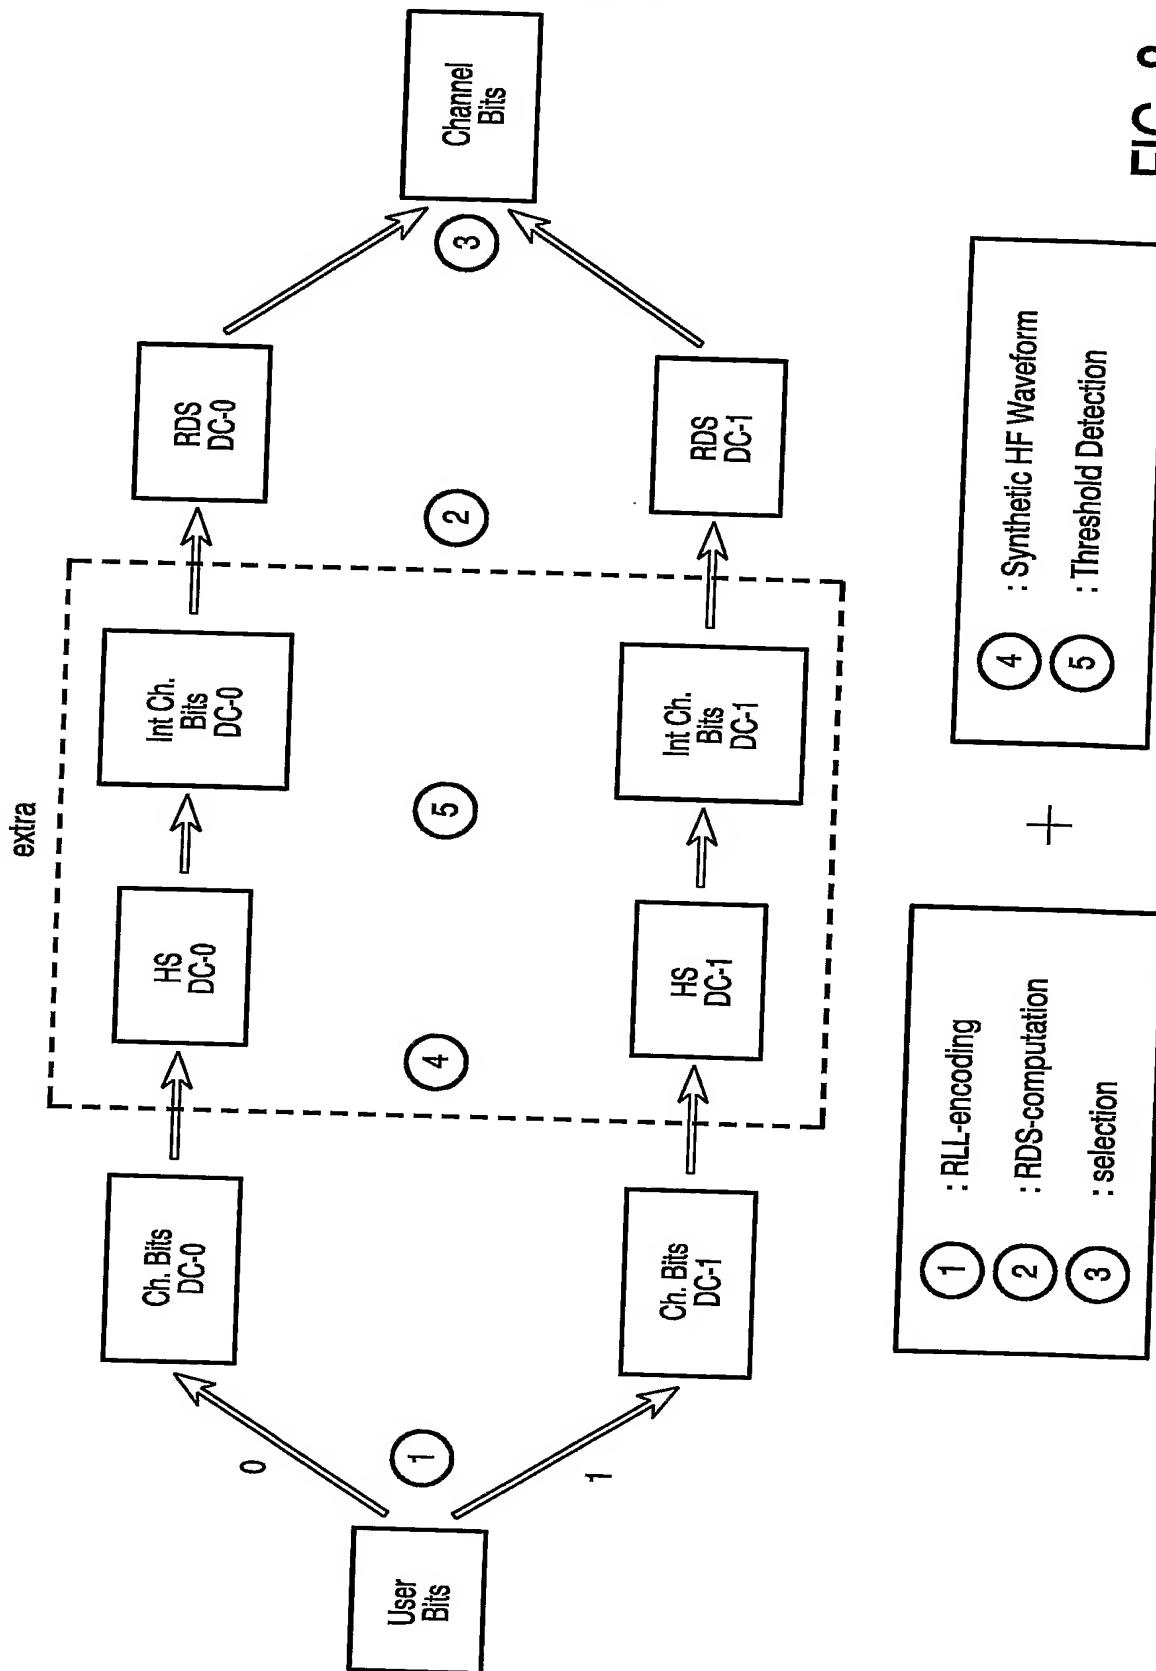 extra
User
Bits
0
1
1
Ch. Bits
DC-0
Ch. Bits
DC-1
4
HS
DC-0
HS
DC-1
5
Int Ch.
Bits
DC-0
Int Ch.
Bits
DC-1
2
RDS
DC-0
RDS
DC-1
3
Channel
Bits
1 : RLL-encoding
2 : RDS-computation
3 : selection
+
4 : Synthetic HF Waveform
5 : Threshold Detection